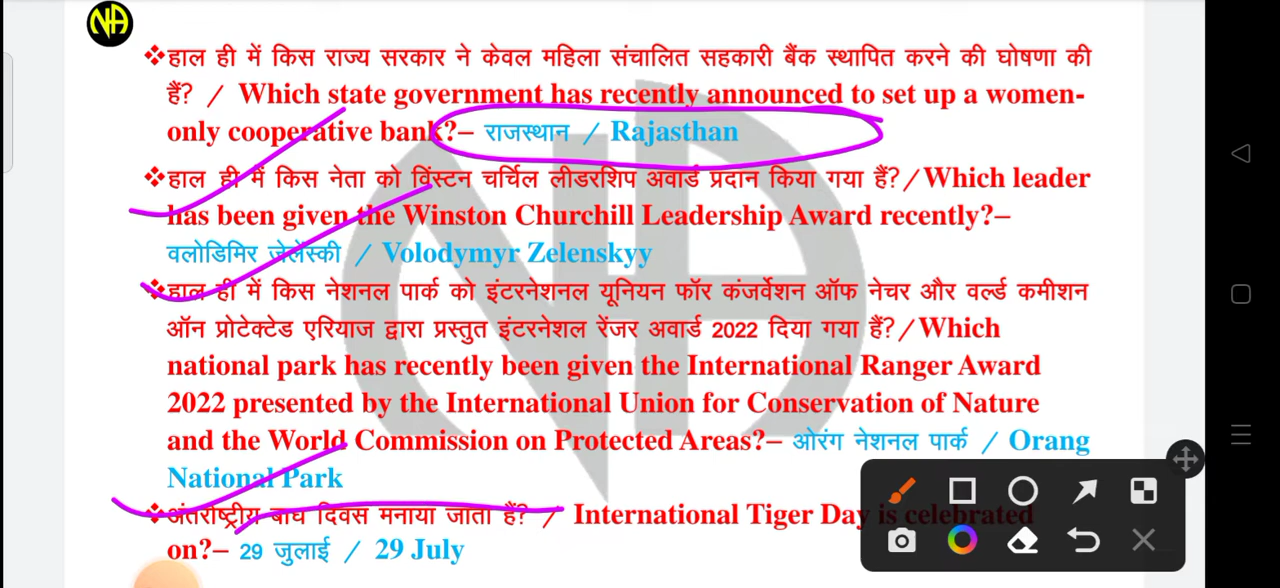 NA
❖हाल ही में किस राज्य सरकार ने केवल महिला संचालित सहकारी बैंक स्थापित करने की घोषणा की
हैं? / Which state government has recently announced to set up a women-
only cooperative bank?– राजस्थान / Rajasthan
❖हाल ही में किस नेता को विंस्टन चर्चिल लीडरशिप अवार्ड प्रदान किया गया हैं?/Which leader
has been given the Winston Churchill Leadership Award recently?–
वलोडिमिर जेलेंस्की / Volodymyr Zelenskyy
❖हाल ही में किस नेशनल पार्क को इंटरनेशनल यूनियन फॉर कंजर्वेशन ऑफ नेचर और वर्ल्ड कमीशन
ऑन प्रोटेक्टेड एरियाज द्वारा प्रस्तुत इंटरनेशल रेंजर अवार्ड 2022 दिया गया हैं?/Which
national park has recently been given the International Ranger Award
2022 presented by the International Union for Conservation of Nature
and the World Commission on Protected Areas?– ओरंग नेशनल पार्क / Orang
National Park
❖अंतर्राष्ट्रीय बाघ दिवस मनाया जाता हैं? / International Tiger Day is celebrated
on?– 29 जुलाई / 29 July